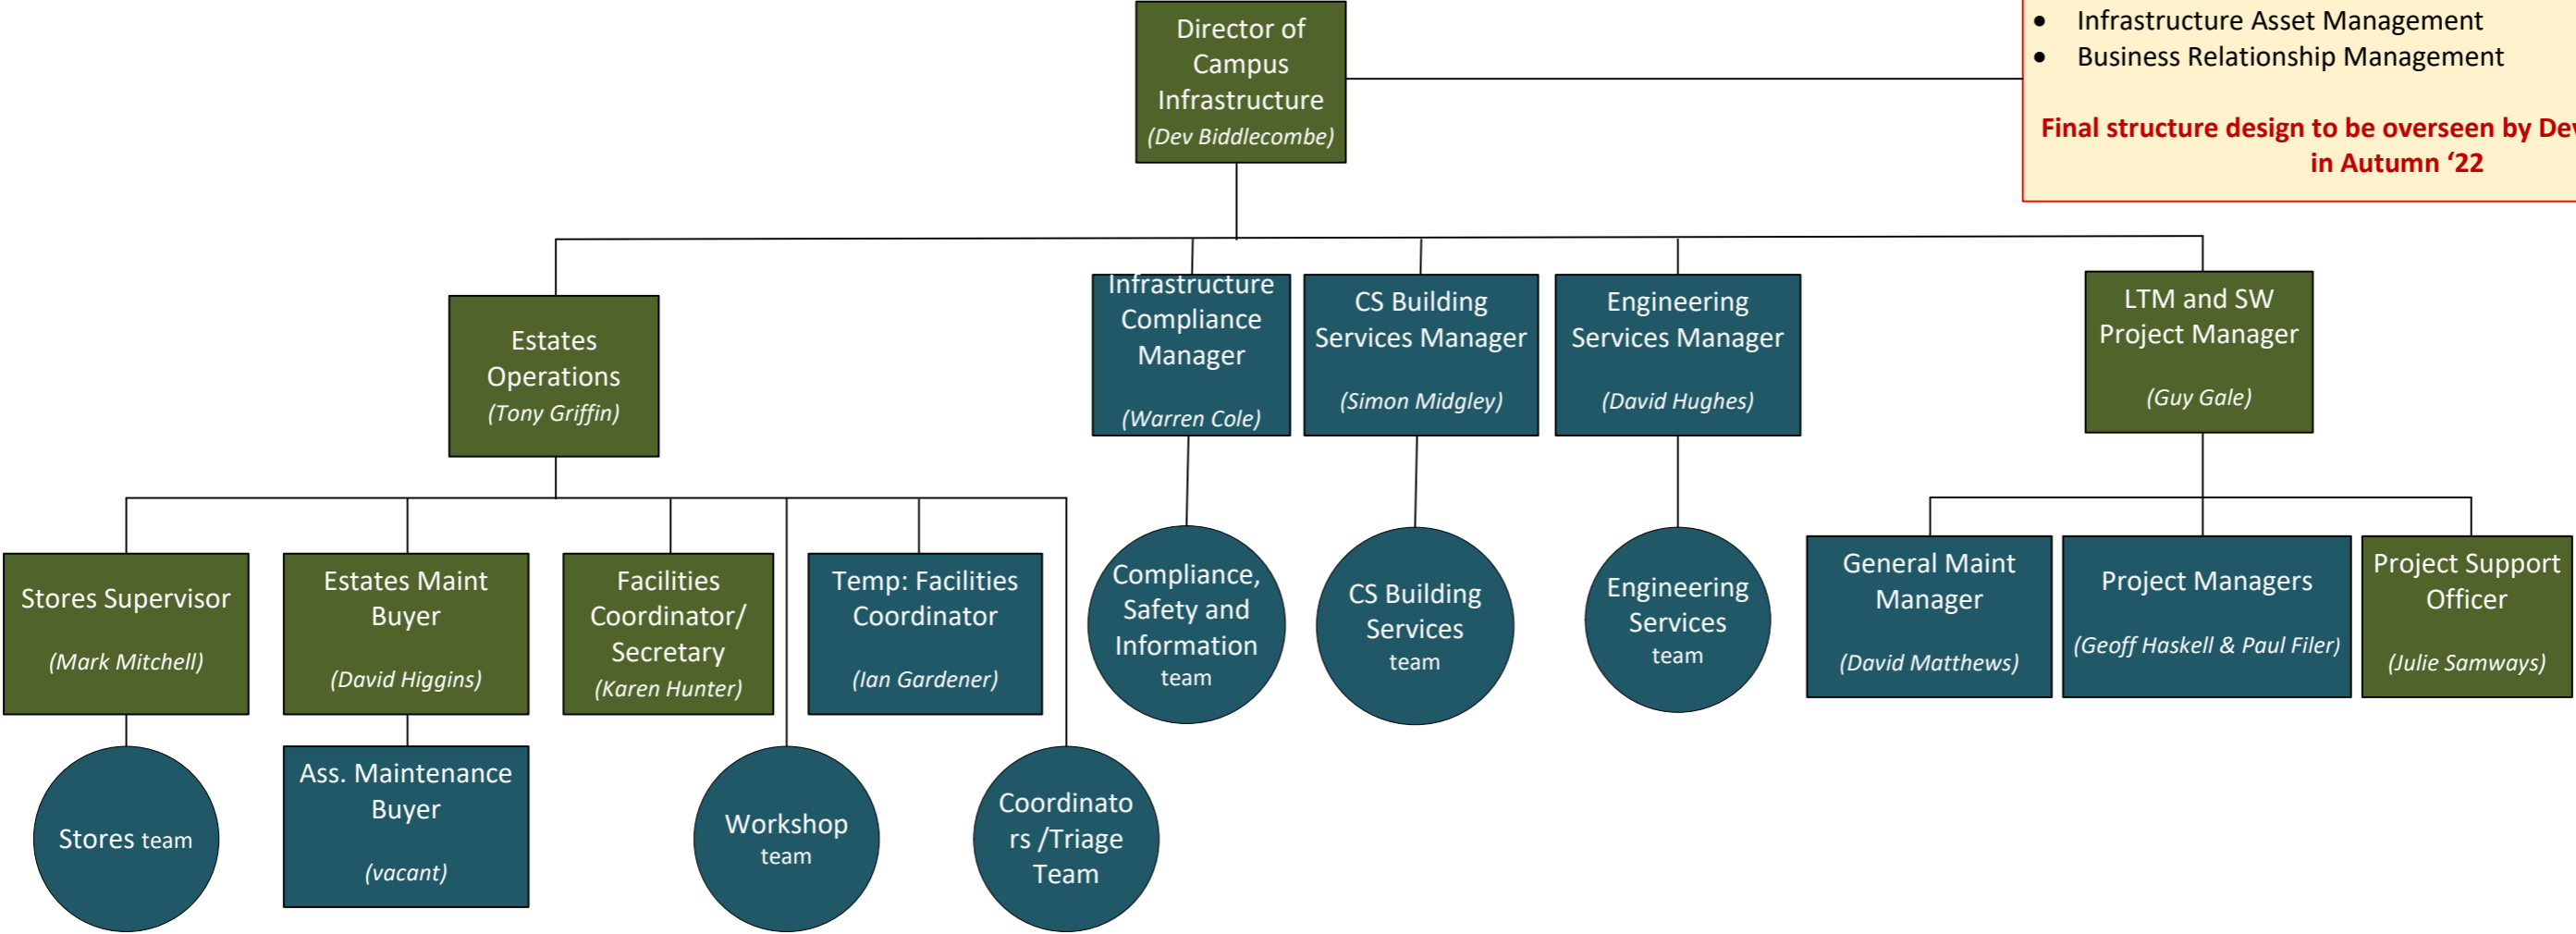 Director of
Campus
Infrastructure
(Dev Biddlecombe)
• Infrastructure Asset Management
• Business Relationship Management
Final structure design to be overseen by Dev
in Autumn ‘22
Estates
Operations
(Tony Griffin)
Infrastructure
Compliance
Manager
(Warren Cole)
CS Building
Services Manager
(Simon Midgley)
Engineering
Services Manager
(David Hughes)
LTM and SW
Project Manager
(Guy Gale)
Stores Supervisor
(Mark Mitchell)
Estates Maint
Buyer
(David Higgins)
Facilities
Coordinator/
Secretary
(Karen Hunter)
Temp: Facilities
Coordinator
(Ian Gardener)
Compliance,
Safety and
Information
team
CS Building
Services
team
Engineering
Services
team
General Maint
Manager
(David Matthews)
Project Managers
(Geoff Haskell & Paul Filer)
Project Support
Officer
(Julie Samways)
Stores team
Ass. Maintenance
Buyer
(vacant)
Workshop
team
Coordinato
rs /Triage
Team